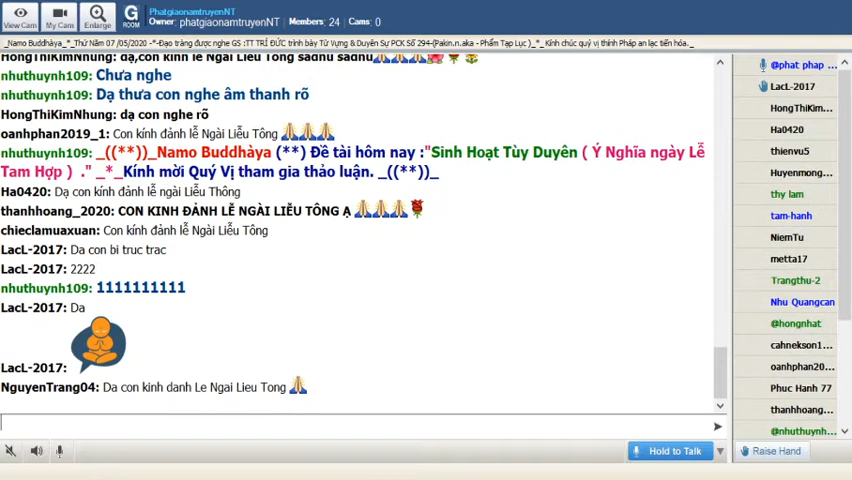 View Cam
My Cam
Enlarge
G
ROOM
PhatgiaonamtruyenNT
Owner: phatgiaonamtruyenNT Members: 24 Cams: 0
_Namo Buddhàya_*_Thứ Năm 07 /05/2020 -*-Đạo tràng được nghe GS :TT TRÍ ĐỨC trình bày Tứ Vựng & Duyên Sự PCK Số 294-(Pakin.n.aka - Phẩm Tạp Lục )_*_ Kính chúc quý vị thính Pháp an lạc tiến hóa._
HongThiKimNhung: dạ,con kính lễ Ngài Liễu Tông sadhu sadhu
nhuthuynh109: Chưa nghe
nhuthuynh109: Dạ thưa con nghe âm thanh rõ
HongThiKimNhung: dạ con nghe rõ
oanhphan2019_1: Con kính đảnh lễ Ngài Liễu Tông
nhuthuynh109: _((**))_Namo Buddhàya (**) Đề tài hôm nay :"Sinh Hoạt Tùy Duyên ( Ý Nghĩa ngày Lễ
Tam Hợp ) ." _*_Kính mời Quý Vị tham gia thảo luận. _((**))_
Ha0420: Dạ con kính đảnh lễ ngài Liễu Thông
thanhhoang_2020: CON KINH ĐẢNH LỄ NGÀI LIỄU TÔNG Ạ
chieclamuaxuan: Con kính đảnh lễ Ngài Liễu Tông
LacL-2017: Da con bi truc trac
LacL-2017: 2222
nhuthuynh109: 1111111111
LacL-2017: Da
LacL-2017:
NguyenTrang04: Da con kinh danh Le Ngai Lieu Tong
Hold to Talk
@phat phap ...
LacL-2017
HongThiKim...
Ha0420
thienvu5
Huyenmong...
thy lam
tam-hanh
NiemTu
metta17
Trangthu-2
Nhu Quangcan
@hongnhat
cahnekson1...
oanhphan20...
Phuc Hanh 77
thanhhoang...
@nhuthuynh...
Raise Hand